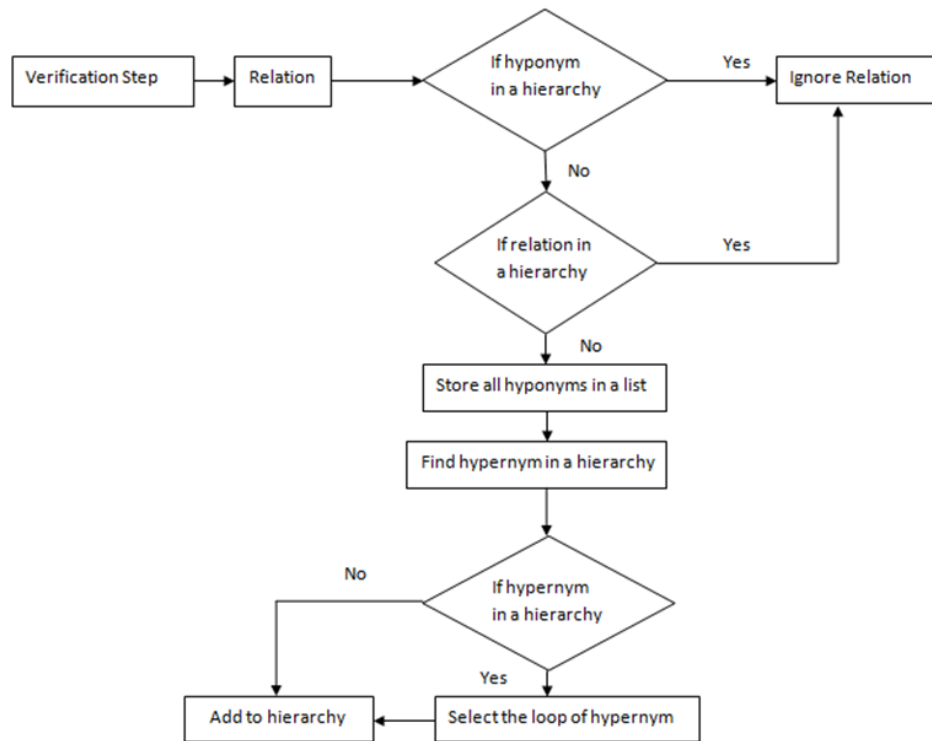 Verification Step
Relation
If hyponym
in a hierarchy
Yes
Ignore Relation
No
If relation in
a hierarchy
Yes
No
Store all hyponyms in a list
Find hypernym in a hierarchy
No
If hypernym
in a hierarchy
Yes
Add to hierarchy
Select the loop of hypernym